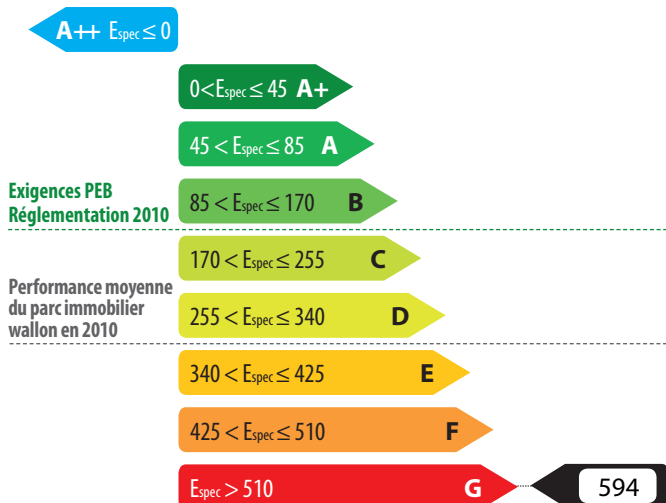 A++ Espec ≤ 0
0<Espec ≤ 45 A+
45 < Espec ≤ 85 A
Exigences PEB
Réglementation 2010
85 < Espec ≤ 170 B
170 < Espec ≤ 255 C
Performance moyenne
du parc immobilier
wallon en 2010
255 < Espec ≤ 340 D
340 < Espec ≤ 425 E
425 < Espec ≤ 510 F
Espec > 510 G 594